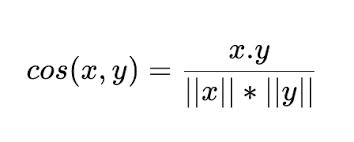 cos(x, y) = x.y / ||x|| * ||y||